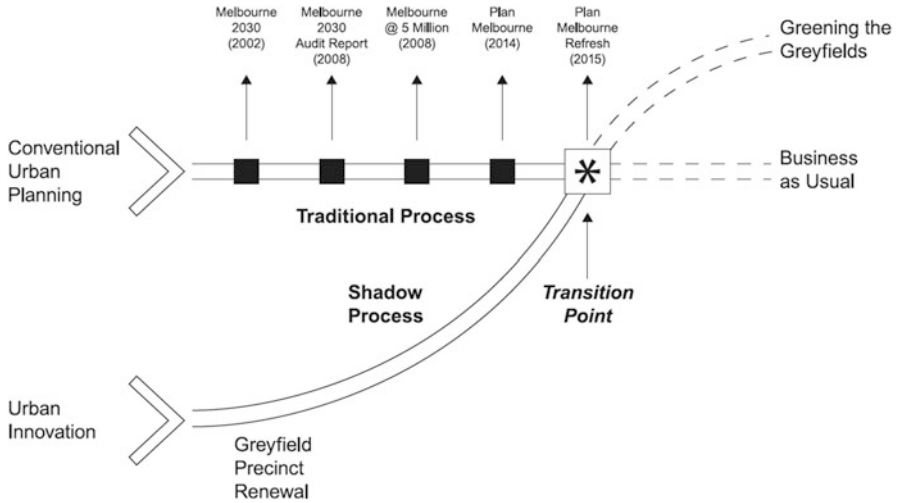 Melbourne
2030
(2002)
Melbourne
2030
Audit Report
(2008)
Melbourne
@ 5 Million
(2008)
Plan
Melbourne
(2014)
Plan
Melbourne
Refresh
(2015)
Greening the
Greyfields
Conventional
Urban
Planning
*
Business
as Usual
Traditional Process
Shadow
Process
Transition
Point
Urban
Innovation
Greyfield
Precinct
Renewal